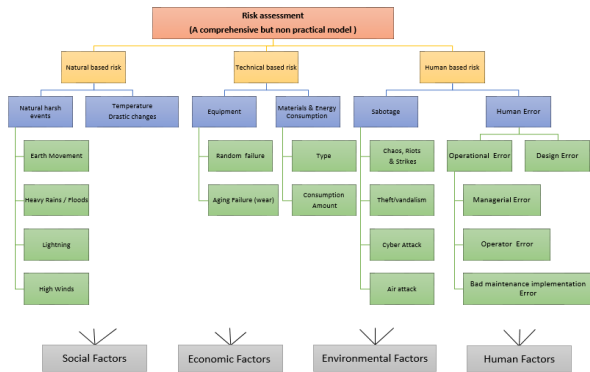 Risk assessment
(A comprehensive but non practical model )
Natural based risk
Technical based risk
Human based risk
Natural harsh
events
Temperature
Drastic changes
Equipment
Materials & Energy
Consumption
Sabotage
Human Error
Earth Movement
Heavy Rains / Floods
Lightning
High Winds
Random failure
Aging Failure (wear)
Type
Consumption
Amount
Chaos, Riots
& Strikes
Theft/vandalism
Cyber Attack
Air attack
Operational Error
Design Error
Managerial Error
Operator Error
Bad maintenance implementation
Error
Social Factors
Economic Factors
Environmental Factors
Human Factors